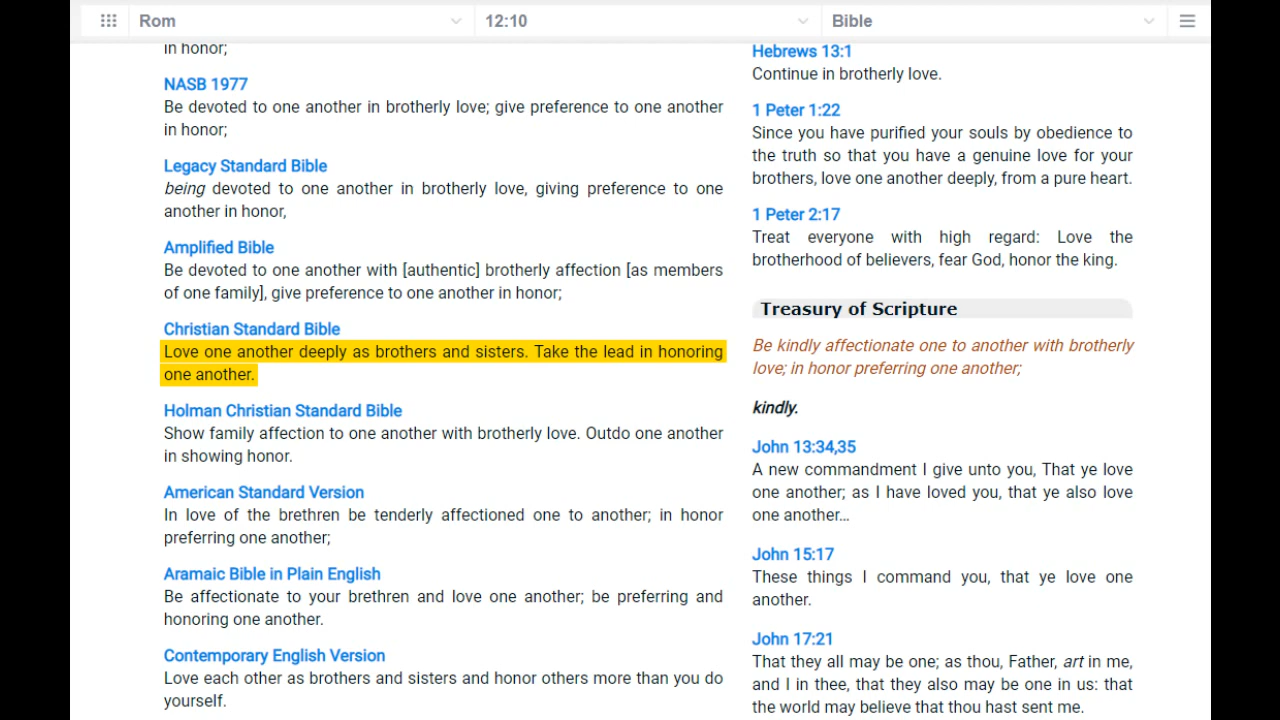 Rom
12:10
Bible
in honor;
NASB 1977
Be devoted to one another in brotherly love; give preference to one another
in honor;
Legacy Standard Bible
being devoted to one another in brotherly love, giving preference to one
another in honor,
Amplified Bible
Be devoted to one another with [authentic] brotherly affection [as members
of one family], give preference to one another in honor;
Christian Standard Bible
Love one another deeply as brothers and sisters. Take the lead in honoring
one another.
Holman Christian Standard Bible
Show family affection to one another with brotherly love. Outdo one another
in showing honor.
American Standard Version
In love of the brethren be tenderly affectioned one to another; in honor
preferring one another;
Aramaic Bible in Plain English
Be affectionate to your brethren and love one another; be preferring and
honoring one another.
Contemporary English Version
Love each other as brothers and sisters and honor others more than you do
yourself.
Hebrews 13:1
Continue in brotherly love.
1 Peter 1:22
Since you have purified your souls by obedience to
the truth so that you have a genuine love for your
brothers, love one another deeply, from a pure heart.
1 Peter 2:17
Treat everyone with high regard: Love the
brotherhood of believers, fear God, honor the king.
Treasury of Scripture
Be kindly affectionate one to another with brotherly
love; in honor preferring one another;
kindly.
John 13:34,35
A new commandment I give unto you, That ye love
one another; as I have loved you, that ye also love
one another…
John 15:17
These things I command you, that ye love one
another.
John 17:21
That they all may be one; as thou, Father, art in me,
and I in thee, that they also may be one in us: that
the world may believe that thou hast sent me.